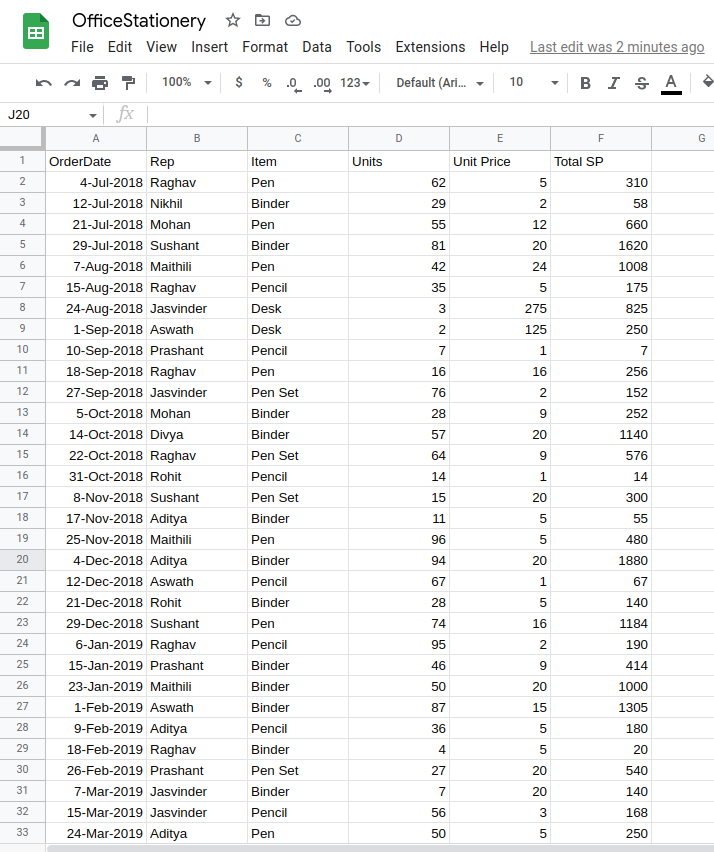 OfficeStationery
File Edit View Insert Format Data Tools Extensions Help Last edit was 2 minutes ago
100% $ % .0 .00 123 Default (Ari... 10 B I S A
J20 fx
A B C D E F G
1 OrderDate Rep Item Units Unit Price Total SP
2 4-Jul-2018 Raghav Pen 62 5 310
3 12-Jul-2018 Nikhil Binder 29 2 58
4 21-Jul-2018 Mohan Pen 55 12 660
5 29-Jul-2018 Sushant Binder 81 20 1620
6 7-Aug-2018 Maithili Pen 42 24 1008
7 15-Aug-2018 Raghav Pencil 35 5 175
8 24-Aug-2018 Jasvinder Desk 3 275 825
9 1-Sep-2018 Aswath Desk 2 125 250
10 10-Sep-2018 Prashant Pencil 7 1 7
11 18-Sep-2018 Raghav Pen 16 16 256
12 27-Sep-2018 Jasvinder Pen Set 76 2 152
13 5-Oct-2018 Mohan Binder 28 9 252
14 14-Oct-2018 Divya Binder 57 20 1140
15 22-Oct-2018 Raghav Pen Set 64 9 576
16 31-Oct-2018 Rohit Pencil 14 1 14
17 8-Nov-2018 Sushant Pen Set 15 20 300
18 17-Nov-2018 Aditya Binder 11 5 55
19 25-Nov-2018 Maithili Pen 96 5 480
20 4-Dec-2018 Aditya Binder 94 20 1880
21 12-Dec-2018 Aswath Pencil 67 1 67
22 21-Dec-2018 Rohit Binder 28 5 140
23 29-Dec-2018 Sushant Pen 74 16 1184
24 6-Jan-2019 Raghav Pencil 95 2 190
25 15-Jan-2019 Prashant Binder 46 9 414
26 23-Jan-2019 Maithili Binder 50 20 1000
27 1-Feb-2019 Aswath Binder 87 15 1305
28 9-Feb-2019 Aditya Pencil 36 5 180
29 18-Feb-2019 Raghav Binder 4 5 20
30 26-Feb-2019 Prashant Pen Set 27 20 540
31 7-Mar-2019 Jasvinder Binder 7 20 140
32 15-Mar-2019 Jasvinder Pencil 56 3 168
33 24-Mar-2019 Aditya Pen 50 5 250